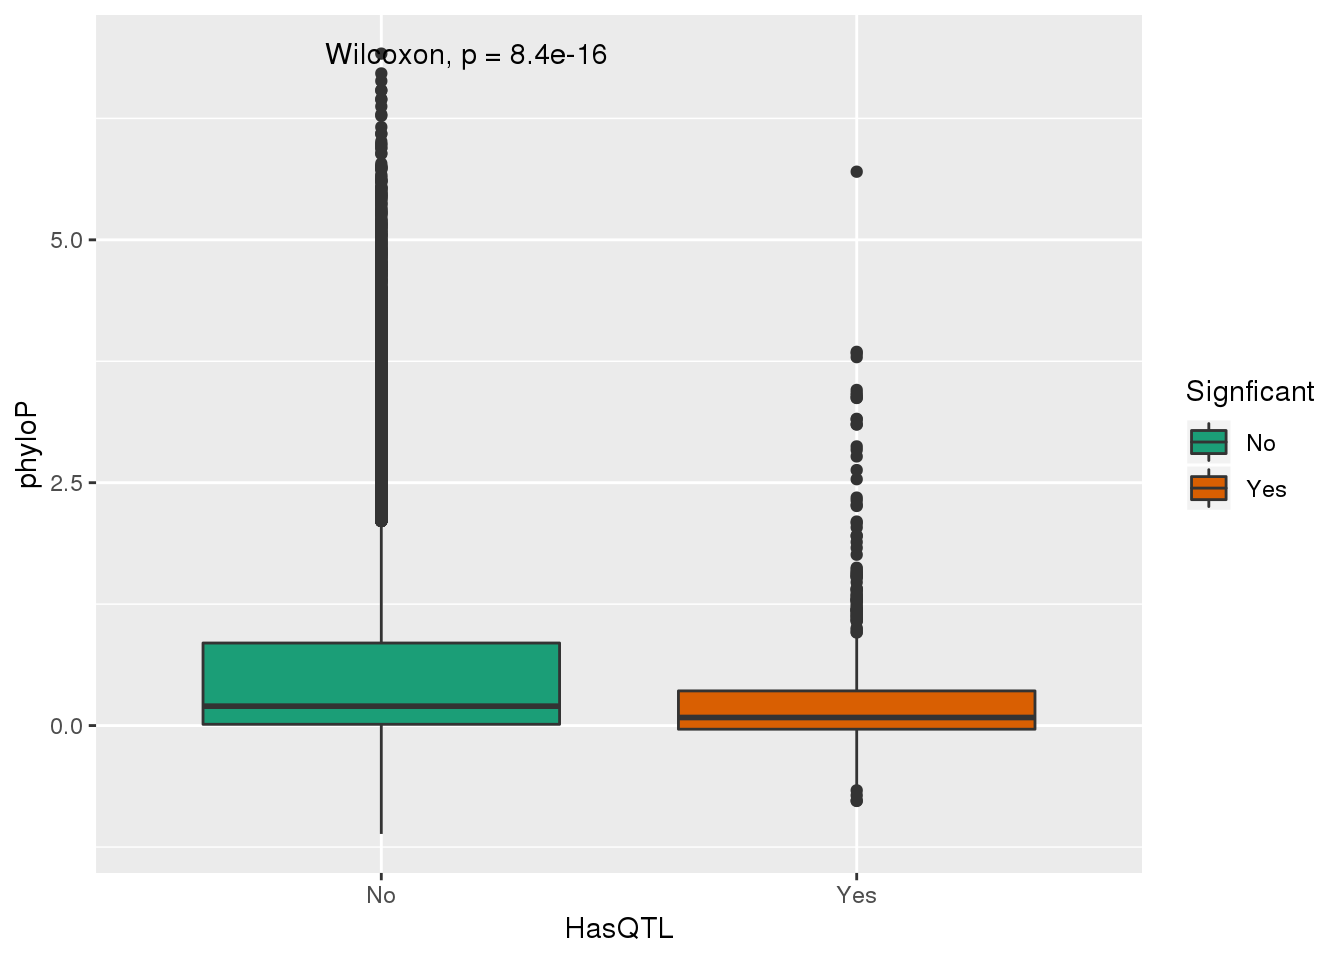 Wilcoxon, p = 8.4e-16
5.0
2.5
0.0
phyloP
No
Yes
HasQTL
Signficant
No
Yes